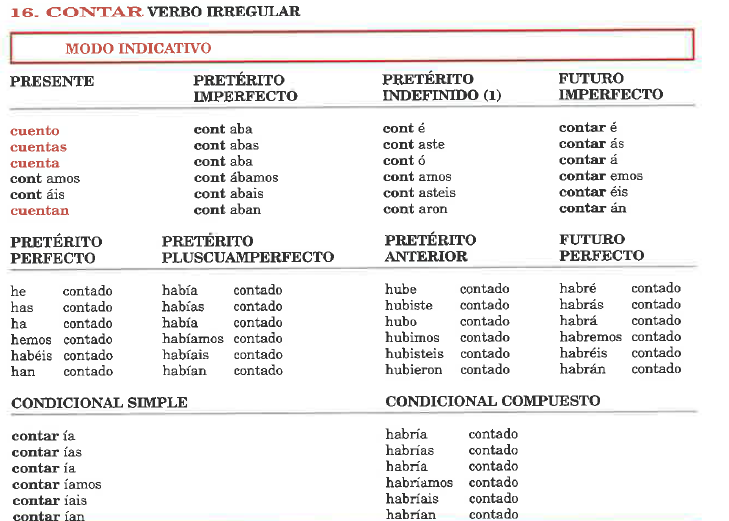 16. CONTAR VERBO IRREGULAR
MODO INDICATIVO
PRESENTE
cuento
cuentas
cuenta
cont amos
cont áis
cuentan
PRETÉRITO
IMPERFECTO
cont aba
cont abas
cont aba
cont ábamos
cont abais
cont aban
PRETÉRITO
INDEFINIDO (1)
cont é
cont aste
cont ó
cont amos
cont asteis
cont aron
FUTURO
IMPERFECTO
contar é
contar ás
contar á
contar emos
contar éis
contar án
PRETÉRITO
PERFECTO
he contado
has contado
ha contado
hemos contado
habéis contado
han contado
PRETÉRITO
PLUSCUAMPERFECTO
había contado
habías contado
había contado
habíamos contado
habíais contado
habían contado
PRETÉRITO
ANTERIOR
hube contado
hubiste contado
hubo contado
hubimos contado
hubisteis contado
hubieron contado
FUTURO
PERFECTO
habré contado
habrás contado
habrá contado
habremos contado
habréis contado
habrán contado
CONDICIONAL SIMPLE
contar ía
contar ías
contar ía
contar íamos
contar íais
contar ían
CONDICIONAL COMPUESTO
habría contado
habrías contado
habría contado
habríamos contado
habríais contado
habrían contado